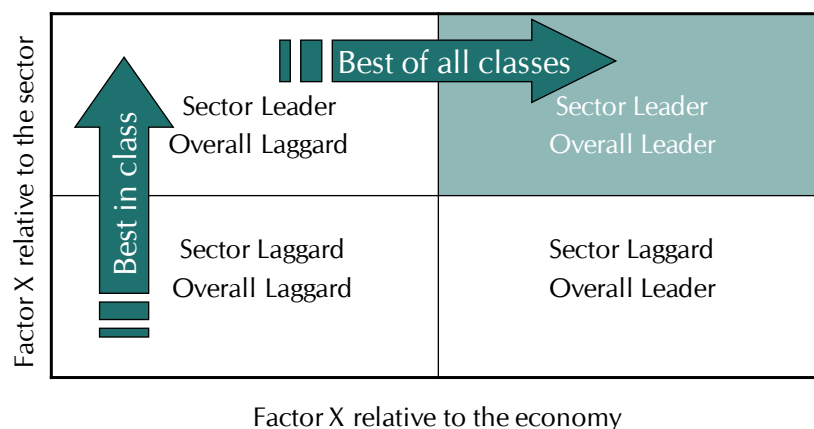 Factor X relative to the sector
Best in class
Best of all classes
Sector Leader
Overall Laggard
Sector Leader
Overall Leader
Sector Laggard
Overall Laggard
Sector Laggard
Overall Leader
Factor X relative to the economy